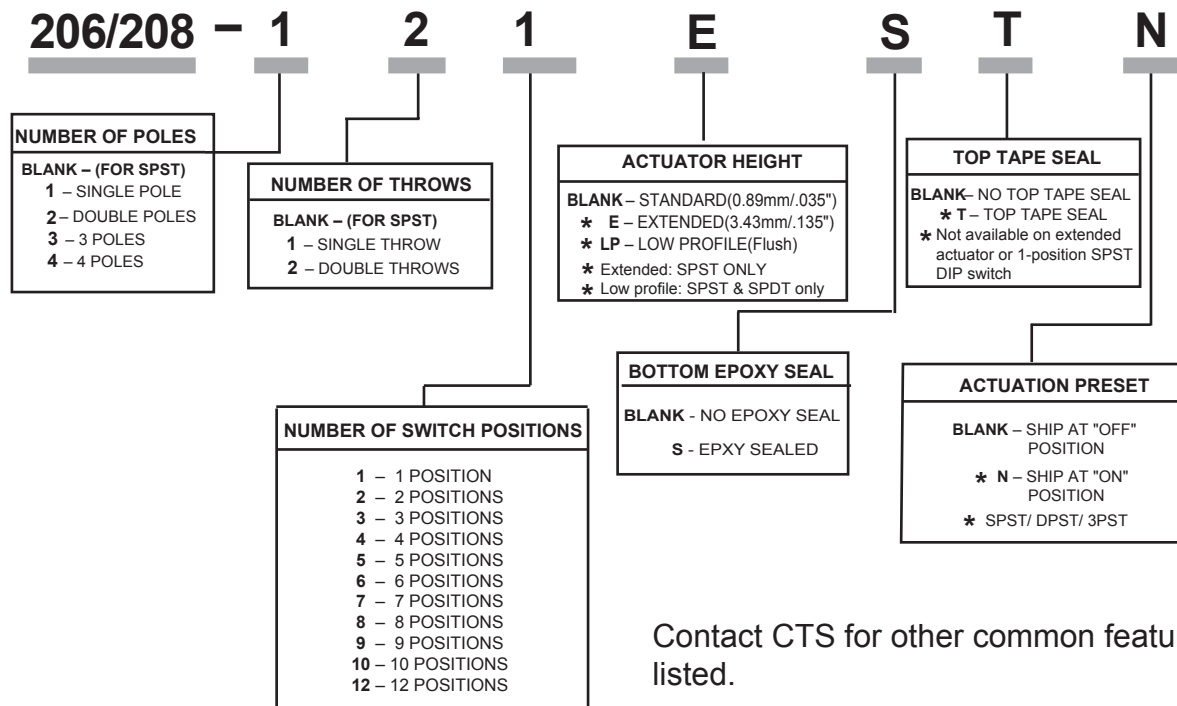 206/208 – 1 2 1 E S T N
NUMBER OF POLES
BLANK – (FOR SPST)
1 – SINGLE POLE
2 – DOUBLE POLES
3 – 3 POLES
4 – 4 POLES
NUMBER OF THROWS
BLANK – (FOR SPST)
1 – SINGLE THROW
2 – DOUBLE THROWS
ACTUATOR HEIGHT
BLANK – STANDARD(0.89mm/.035")
* E – EXTENDED(3.43mm/.135")
* LP – LOW PROFILE(Flush)
* Extended: SPST ONLY
* Low profile: SPST & SPDT only
TOP TAPE SEAL
BLANK– NO TOP TAPE SEAL
* T – TOP TAPE SEAL
* Not available on extended
actuator or 1-position SPST
DIP switch
BOTTOM EPOXY SEAL
BLANK - NO EPOXY SEAL
S - EPXY SEALED
ACTUATION PRESET
BLANK – SHIP AT "OFF"
POSITION
* N – SHIP AT "ON"
POSITION
* SPST/ DPST/ 3PST
NUMBER OF SWITCH POSITIONS
1 – 1 POSITION
2 – 2 POSITIONS
3 – 3 POSITIONS
4 – 4 POSITIONS
5 – 5 POSITIONS
6 – 6 POSITIONS
7 – 7 POSITIONS
8 – 8 POSITIONS
9 – 9 POSITIONS
10 – 10 POSITIONS
12 – 12 POSITIONS
Contact CTS for other common
listed.